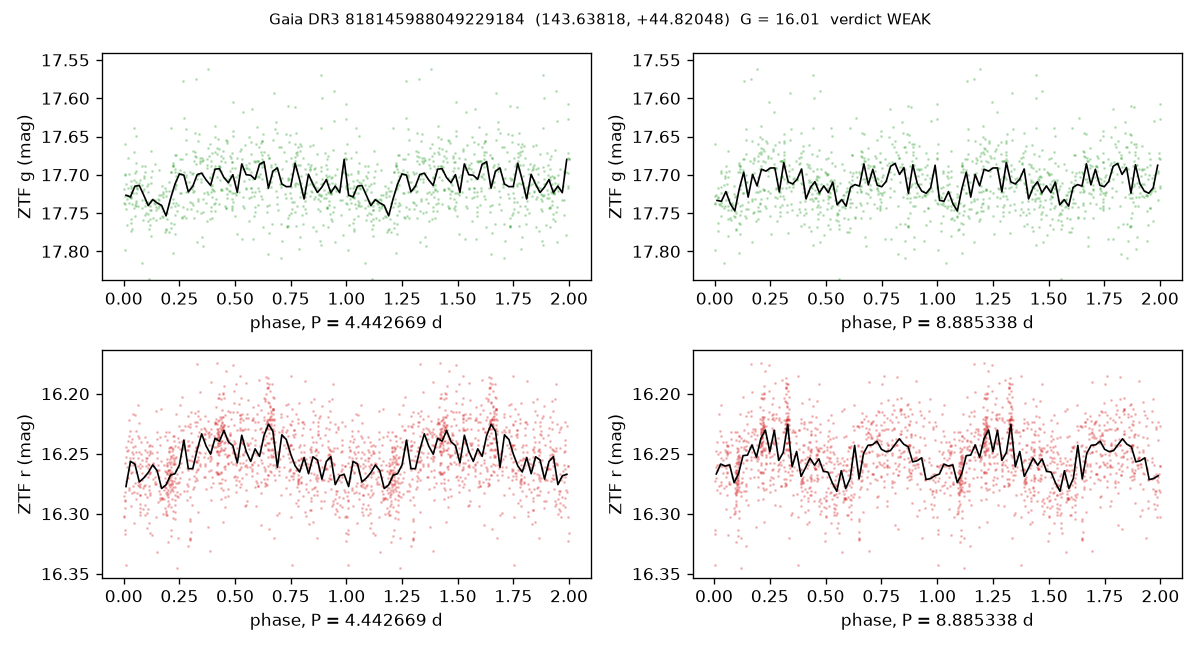 Gaia DR3 818145988049229184  (143.63818, +44.82048)  G = 16.01  verdict WEAK
ZTF g (mag)
17.55
17.60
17.65
17.70
17.75
17.80
0.00 0.25 0.50 0.75 1.00 1.25 1.50 1.75 2.00
phase, P = 4.442669 d
ZTF g (mag)
17.55
17.60
17.65
17.70
17.75
17.80
0.00 0.25 0.50 0.75 1.00 1.25 1.50 1.75 2.00
phase, P = 8.885338 d
ZTF r (mag)
16.20
16.25
16.30
16.35
0.00 0.25 0.50 0.75 1.00 1.25 1.50 1.75 2.00
phase, P = 4.442669 d
ZTF r (mag)
16.20
16.25
16.30
16.35
0.00 0.25 0.50 0.75 1.00 1.25 1.50 1.75 2.00
phase, P = 8.885338 d